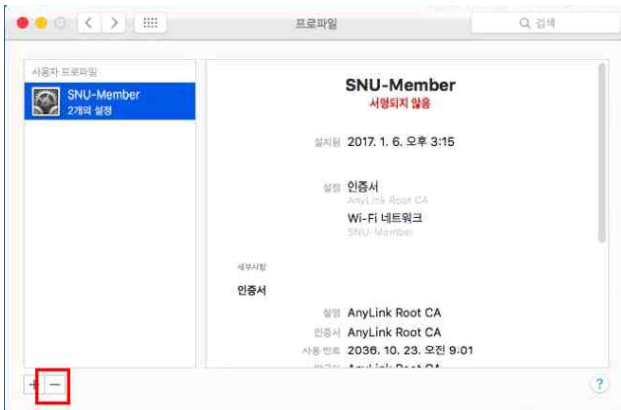 프로파일
검색
사용자 프로파일
SNU-Member
2개의 설정
SNU-Member
서명되지 않음
설치됨 2017. 1. 6. 오후 3:15
설정 인증서
AnyLink Root CA
Wi-Fi 네트워크
SNU-Member
세부사항
인증서
설명 AnyLink Root CA
인증서 AnyLink Root CA
사용 만료 2036. 10. 23. 오전 9:01
AnyLink Root CA
?